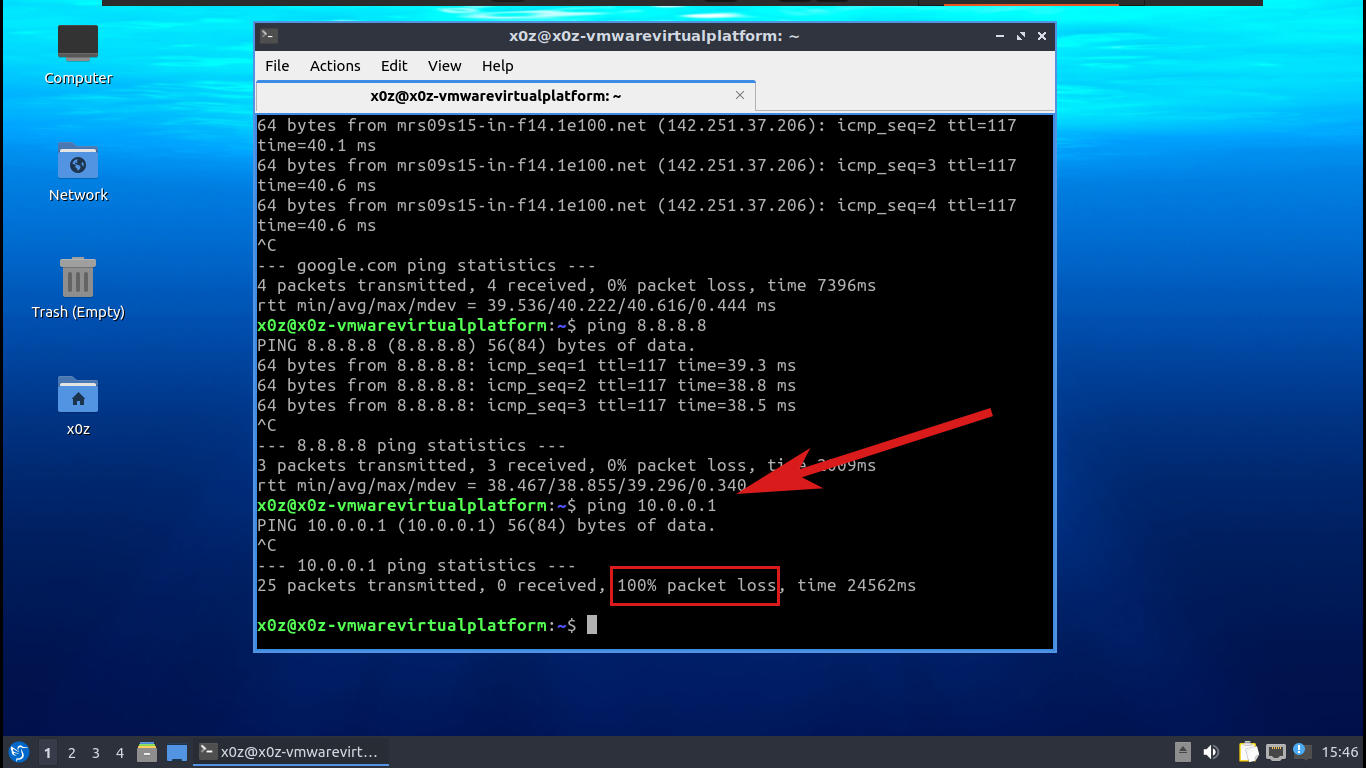 x0z@x0z-vmwarevirtualplatform: ~
File Actions Edit View Help
x0z@x0z-vmwarevirtualplatform: ~
64 bytes from mrs09s15-in-f14.1e100.net (142.251.37.206): icmp_seq=2 ttl=117
time=40.1 ms
64 bytes from mrs09s15-in-f14.1e100.net (142.251.37.206): icmp_seq=3 ttl=117
time=40.6 ms
64 bytes from mrs09s15-in-f14.1e100.net (142.251.37.206): icmp_seq=4 ttl=117
time=40.6 ms
^C
--- google.com ping statistics ---
4 packets transmitted, 4 received, 0% packet loss, time 7396ms
rtt min/avg/max/mdev = 39.536/40.222/40.616/0.444 ms
x0z@x0z-vmwarevirtualplatform:~$ ping 8.8.8.8
PING 8.8.8.8 (8.8.8.8) 56(84) bytes of data.
64 bytes from 8.8.8.8: icmp_seq=1 ttl=117 time=39.3 ms
64 bytes from 8.8.8.8: icmp_seq=2 ttl=117 time=38.8 ms
64 bytes from 8.8.8.8: icmp_seq=3 ttl=117 time=38.5 ms
^C
--- 8.8.8.8 ping statistics ---
3 packets transmitted, 3 received, 0% packet loss,
rtt min/avg/max/mdev = 38.467/38.855/39.296/0.340
x0z@x0z-vmwarevirtualplatform:~$ ping 10.0.0.1
PING 10.0.0.1 (10.0.0.1) 56(84) bytes of data.
^C
--- 10.0.0.1 ping statistics ---
25 packets transmitted, 0 received, 100% packet loss, time 24562ms
x0z@x0z-vmwarevirtualplatform:~$
Computer
Network
Trash (Empty)
x0z
1 2 3 4 x0z@x0z-vmwarevirt... 15:46